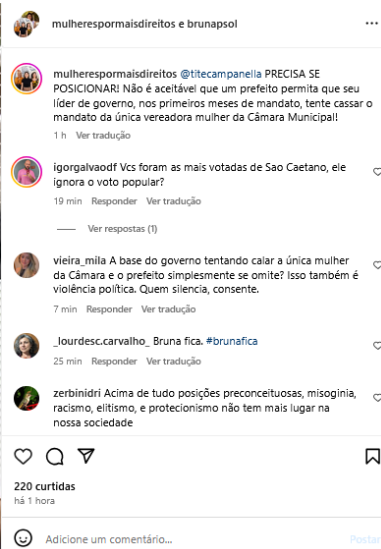 mulherespormaisdireitos e brunapsol
mulherespormaisdireitos @titecampanella PRECISA SE
POSICIONAR! Não é aceitável que um prefeito permita que seu
líder de governo, nos primeiros meses de mandato, tente cassar o
mandato da única vereadora mulher da Câmara Municipal!
1 h Ver tradução
igorgalvaodf Vcs foram as mais votadas de Sao Caetano, ele
ignora o voto popular?
19 min Responder Ver tradução
Ver respostas (1)
vieira_mila A base do governo tentando calar a única mulher
da Câmara e o prefeito simplesmente se omite? Isso também é
violência política. Quem silencia, consente.
7 min Responder Ver tradução
_lourdesc.carvalho_ Bruna fica. #brunafica
25 min Responder Ver tradução
zerbinidri Acima de tudo posições preconceituosas, misoginia,
racismo, elitismo, e protecionismo não tem mais lugar na
nossa sociedade
220 curtidas
há 1 hora
Adicione um comentário... Postar